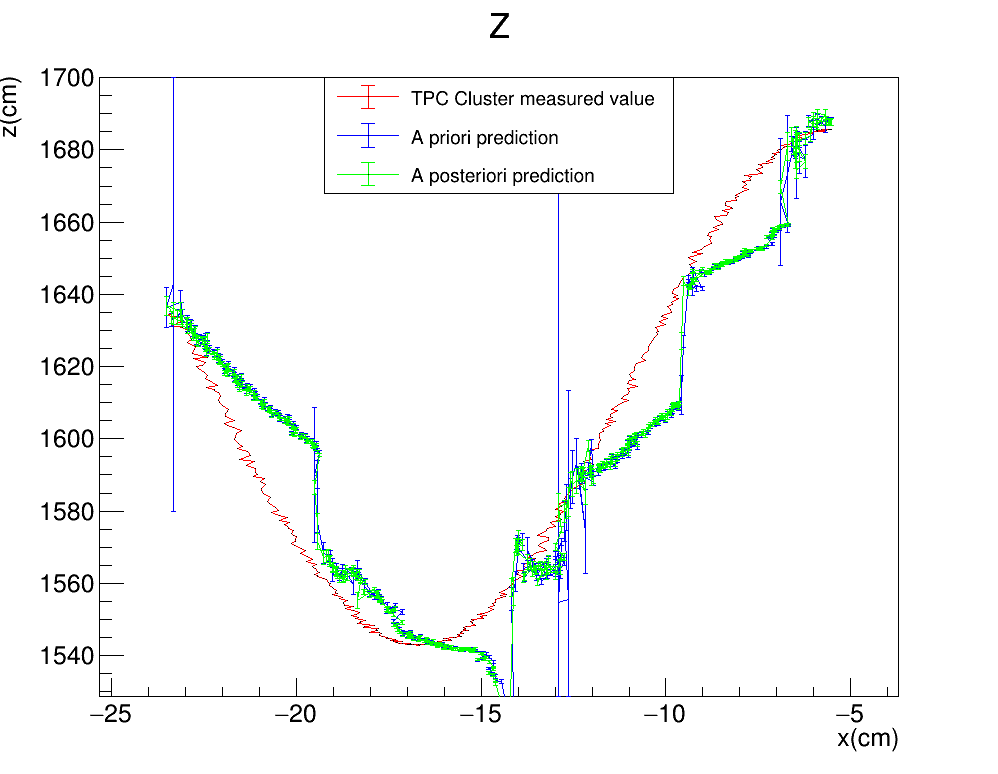 Z
z(cm)
1700
1680
1660
1640
1620
1600
1580
1560
1540
TPC Cluster measured value
A priori prediction
A posteriori prediction
−25 −20 −15 −10 −5
x(cm)